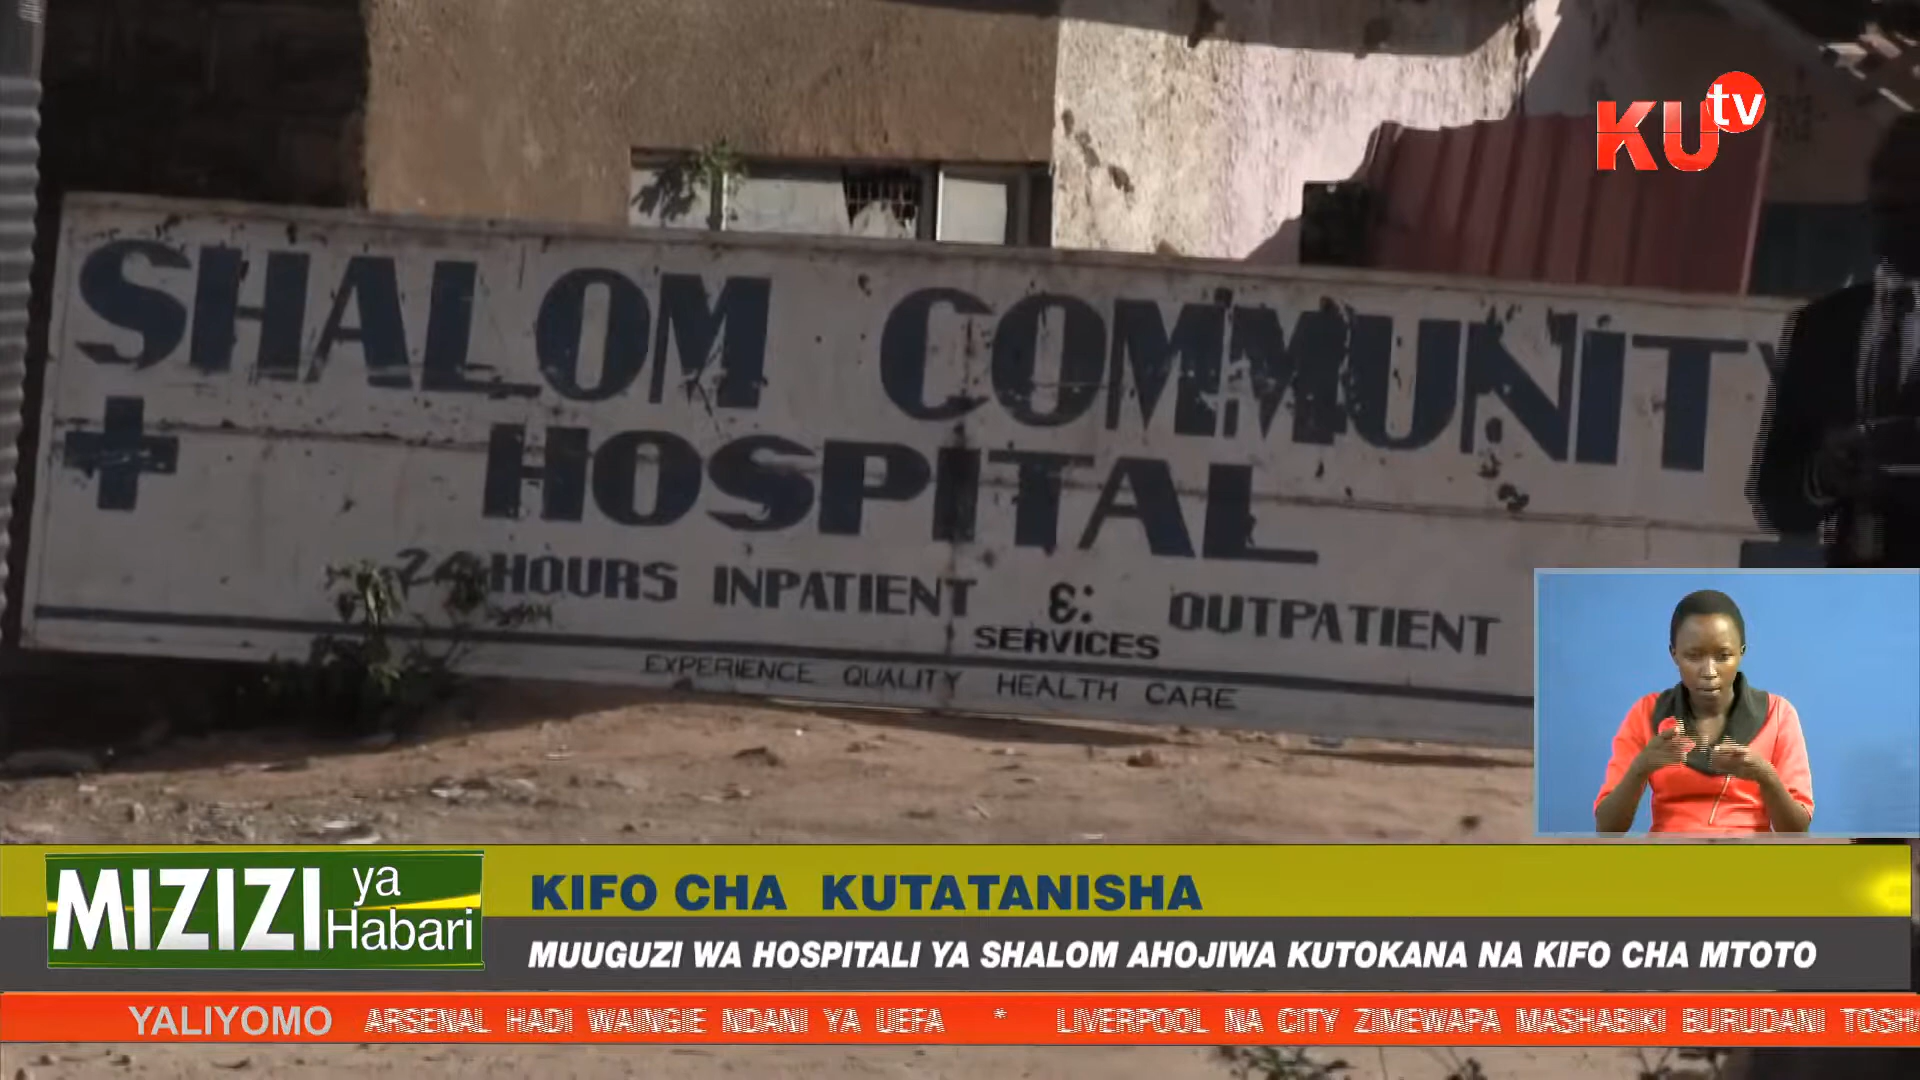 KU tv
SHALOM COMMUNITY
HOSPITAL
24 HOURS INPATIENT &: OUTPATIENT
SERVICES
EXPERIENCE QUALITY HEALTH CARE
MIZIZI ya Habari
KIFO CHA KUTATANISHA
MUUGUZI WA HOSPITALI YA SHALOM AHOJIWA KUTOKANA NA KIFO CHA MTOTO
YALIYOMO ARSENAL HADI WAINGIE NDANI YA UEFA * LIVERPOOL NA CITY ZIMEWAPA MASHABIKI BURUDANI TOSH